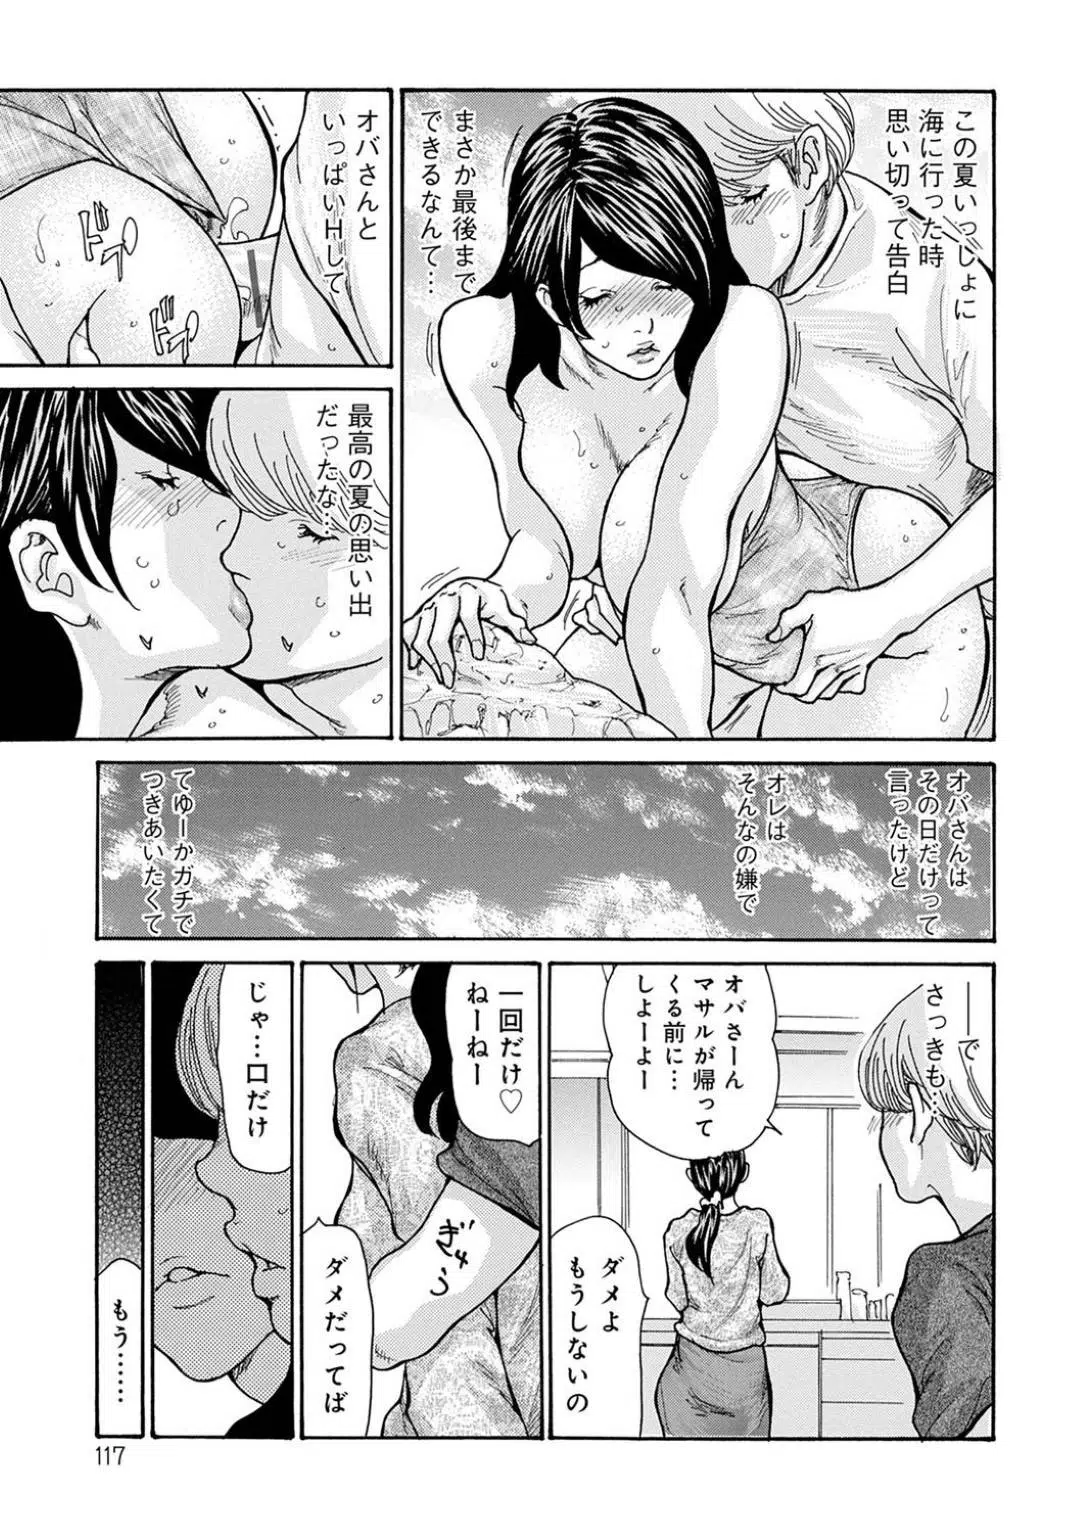 この夏いっしょに
海に行った時
思い切って告白
まさか最後まで
できるなんて…
オバさんと
いっぱいHして
ドプッ
ドプッ
最高の夏の思い出
だったな…
オバさんは
その日だけって
言ったけど
オレは
そんなの嫌で
てゆーかガチで
つきあいたくて
──で
さっきも…
オバさーん
マサルが帰って
くる前に…
しよーよー
ダメよ
もうしないの
一回だけ♡
ねーねー
ぎゅう
ダメだってば
じゃ…口だけ
もう……
117